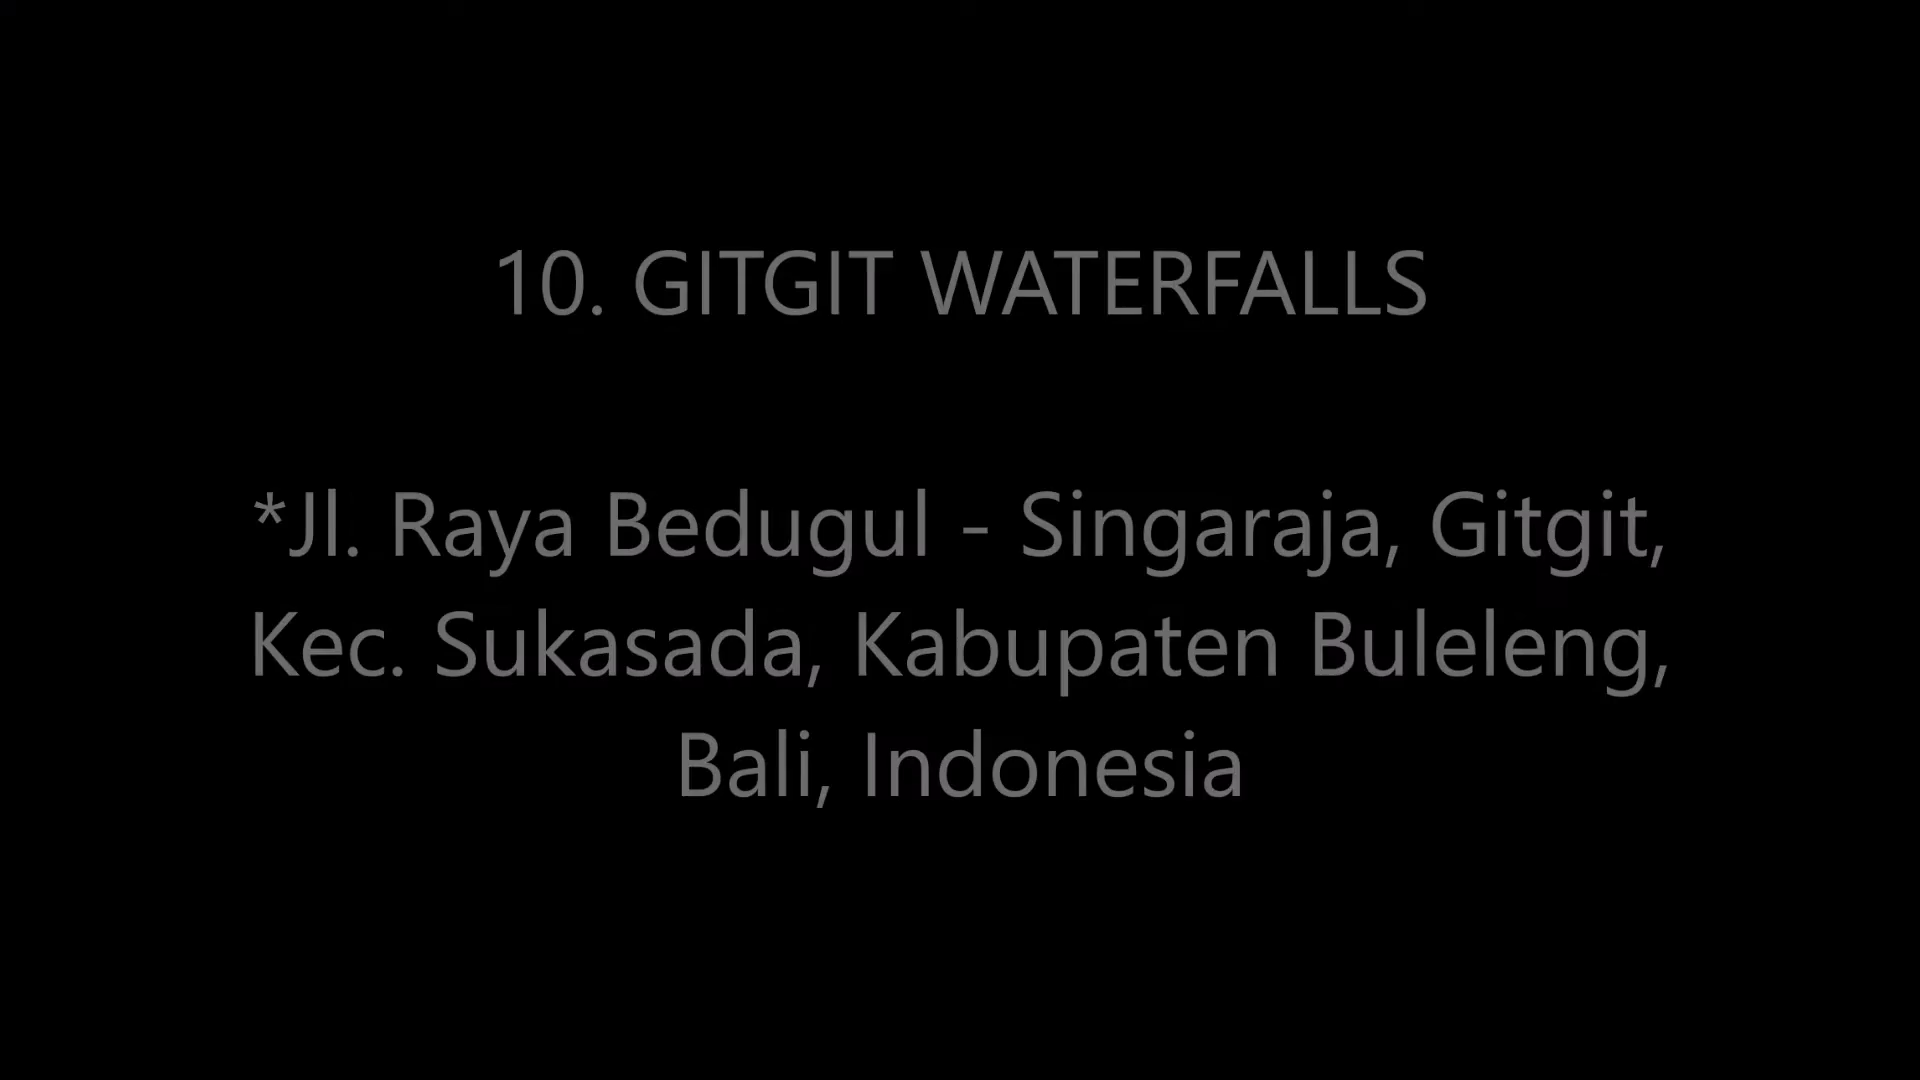 10. GITGIT WATERFALLS
*Jl. Raya Bedugul - Singaraja, Gitgit,
Kec. Sukasada, Kabupaten Buleleng,
Bali, Indonesia